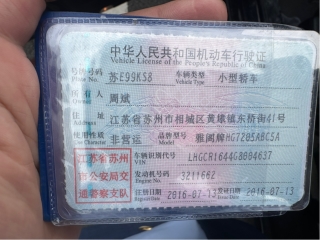 中华人民共和国机动车行驶证
Vehicle License of the People's Republic of China
号牌号码 苏E99K58 车辆类型 小型轿车
Plate No. Vehicle Type
所有人 周斌
Owner
住址 江苏省苏州市相城区黄埭镇东桥街41号
Address
使用性质 非营运 品牌型号 雅阁牌HG7205ABC5A
Use Character Model
江苏省苏州 车辆识别代号 LHGCR1644G8004637
VIN
市公安局交 发动机号码 3211662
Engine No.
通警察支队 注册日期 2016-07-13 发证日期 2016-07-13
Register Date Issue Date